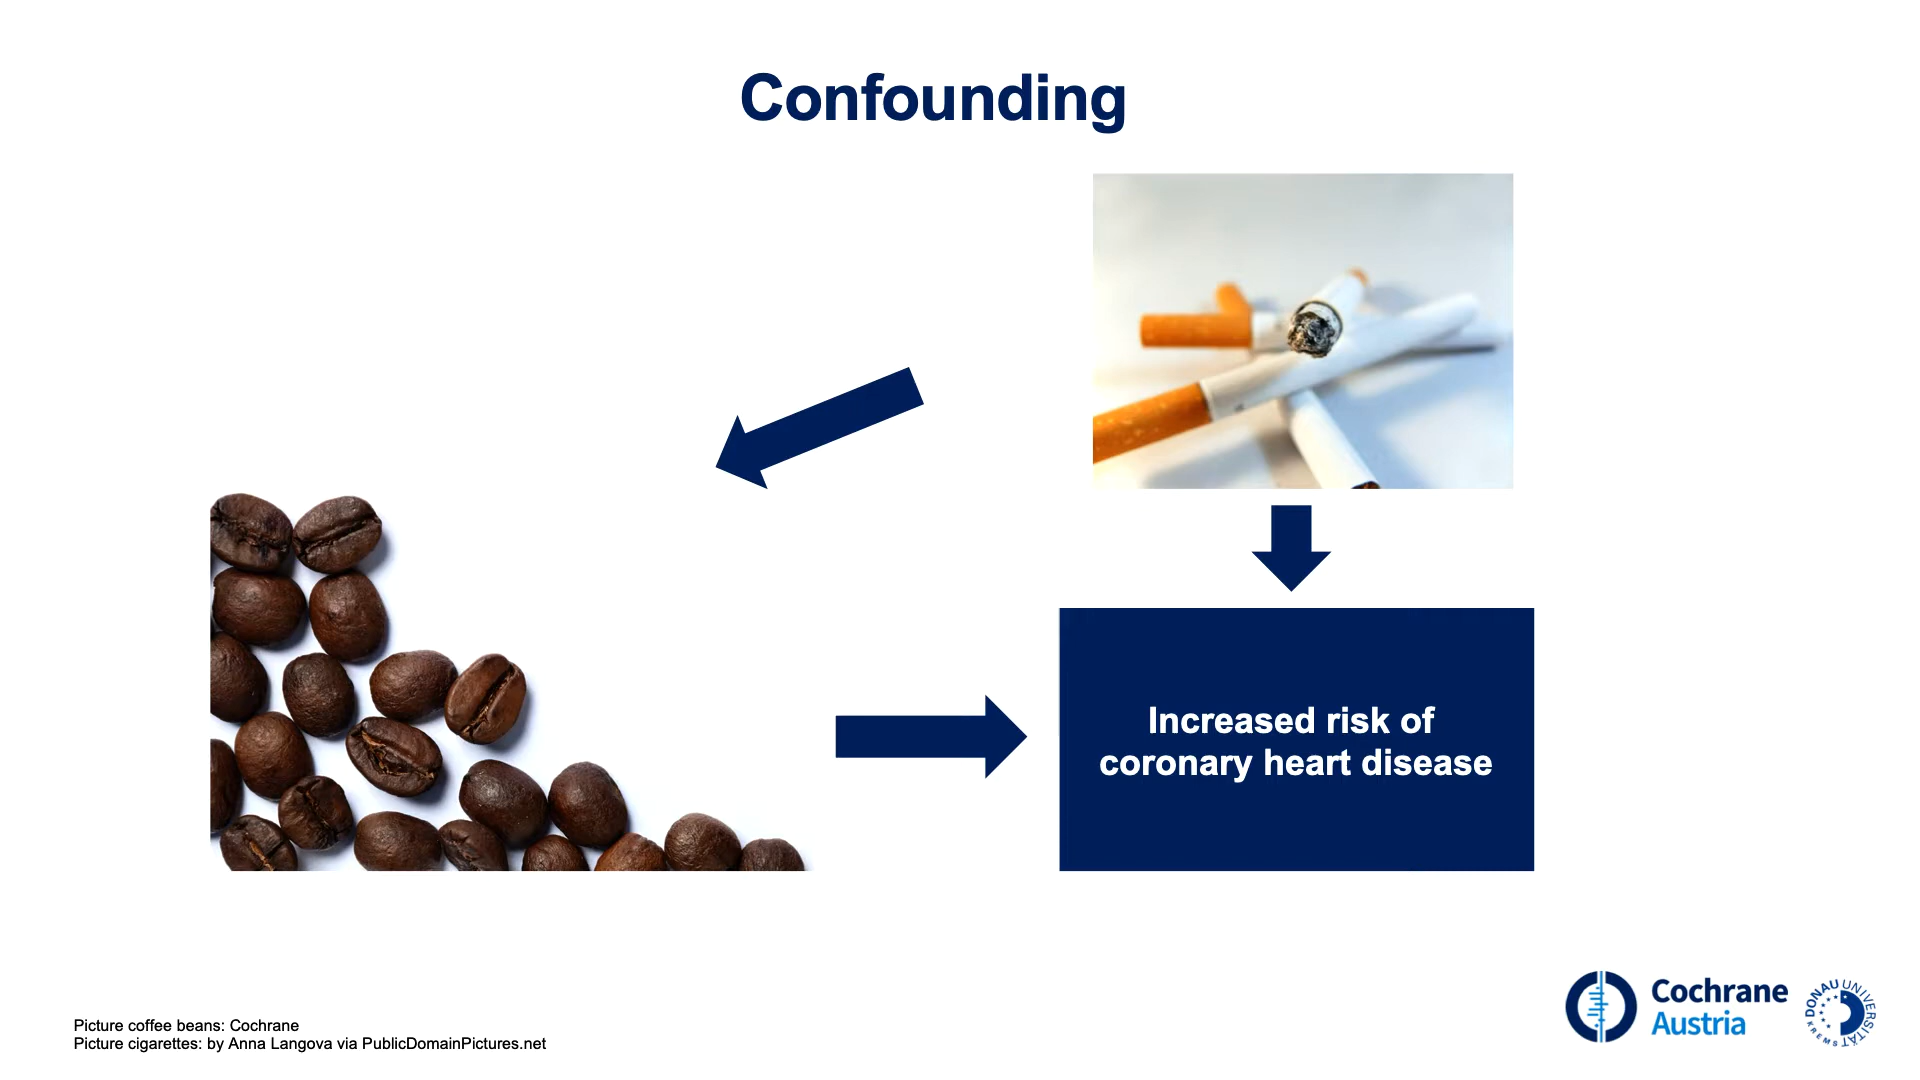 Confounding
Increased risk of
coronary heart disease
Picture coffee beans: Cochrane
Picture cigarettes: by Anna Langova via PublicDomainPictures.net
Cochrane
Austria
DONAU UNIVERSITÄT
KREMS